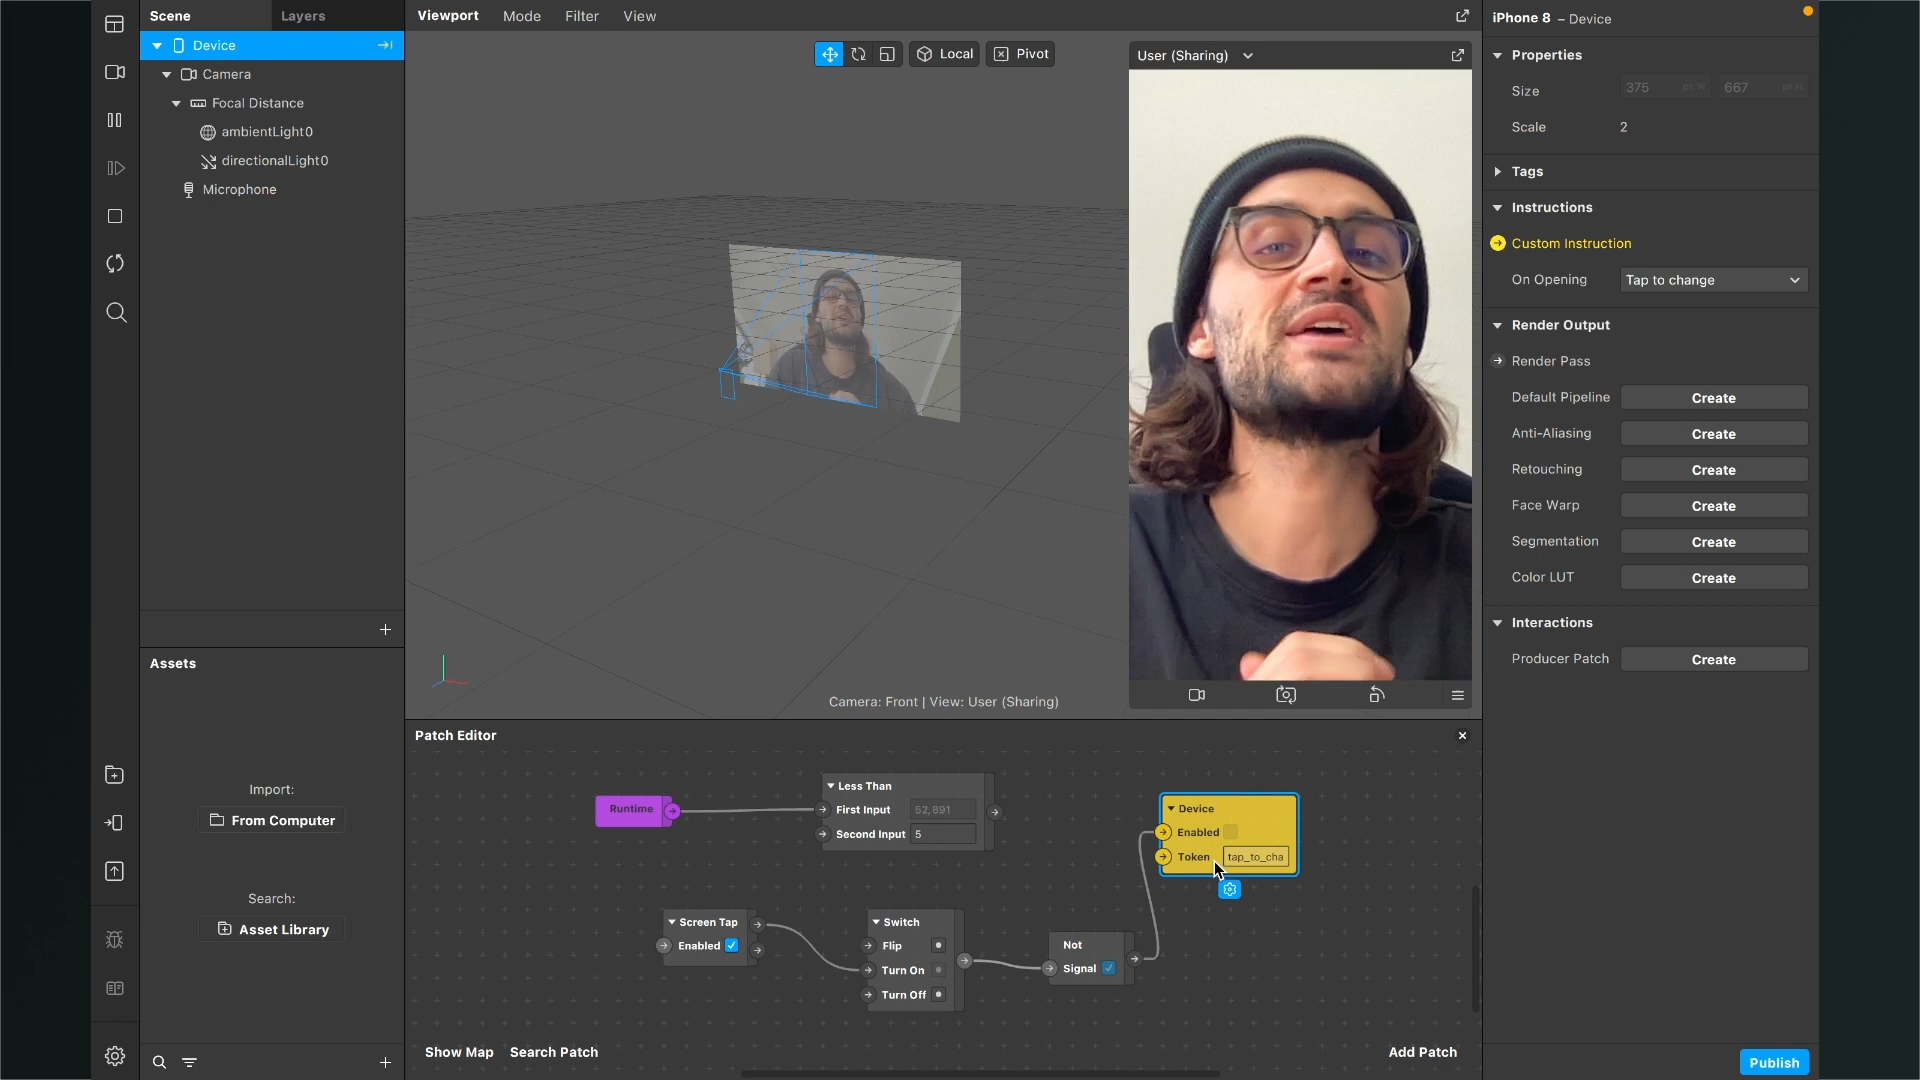 Scene
Layers
Device
Camera
Focal Distance
ambientLight0
directionalLight0
Microphone
Assets
Import:
From Computer
Search:
Asset Library
Viewport
Mode
Filter
View
Local
Pivot
Camera: Front | View: User (Sharing)
User (Sharing)
Patch Editor
Runtime
Less Than
First Input 52,891
Second Input 5
Device
Enabled
Token tap_to_cha
Screen Tap
Enabled
Switch
Flip
Turn On
Turn Off
Not
Signal
Show Map
Search Patch
Add Patch
iPhone 8 – Device
Properties
Size 375 pt W 667 pt H
Scale 2
Tags
Instructions
Custom Instruction
On Opening Tap to change
Render Output
Render Pass
Default Pipeline Create
Anti-Aliasing Create
Retouching Create
Face Warp Create
Segmentation Create
Color LUT Create
Interactions
Producer Patch Create
Publish